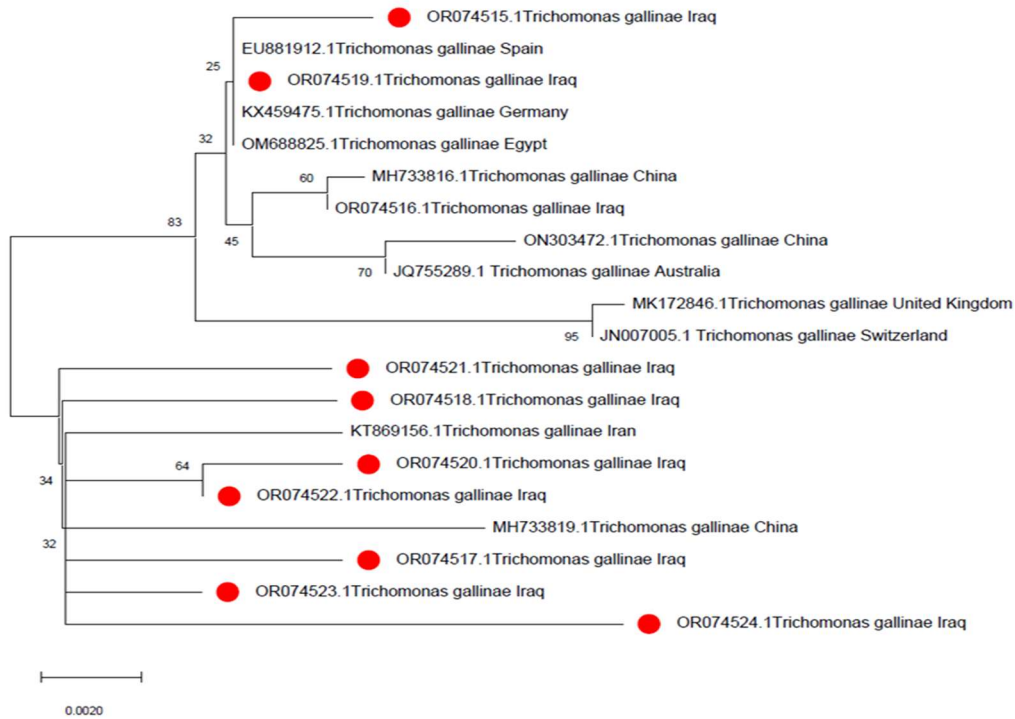 OR074515.1Trichomonas gallinae Iraq
EU881912.1Trichomonas gallinae Spain
25
OR074519.1Trichomonas gallinae Iraq
KX459475.1Trichomonas gallinae Germany
32
OM688825.1Trichomonas gallinae Egypt
60
MH733816.1Trichomonas gallinae China
OR074516.1Trichomonas gallinae Iraq
83
45
ON303472.1Trichomonas gallinae China
70
JQ755289.1 Trichomonas gallinae Australia
MK172846.1Trichomonas gallinae United Kingdom
95
JN007005.1 Trichomonas gallinae Switzerland
OR074521.1Trichomonas gallinae Iraq
OR074518.1Trichomonas gallinae Iraq
KT869156.1Trichomonas gallinae Iran
64
OR074520.1Trichomonas gallinae Iraq
34
OR074522.1Trichomonas gallinae Iraq
MH733819.1Trichomonas gallinae China
32
OR074517.1Trichomonas gallinae Iraq
OR074523.1Trichomonas gallinae Iraq
OR074524.1Trichomonas gallinae Iraq
0.0020